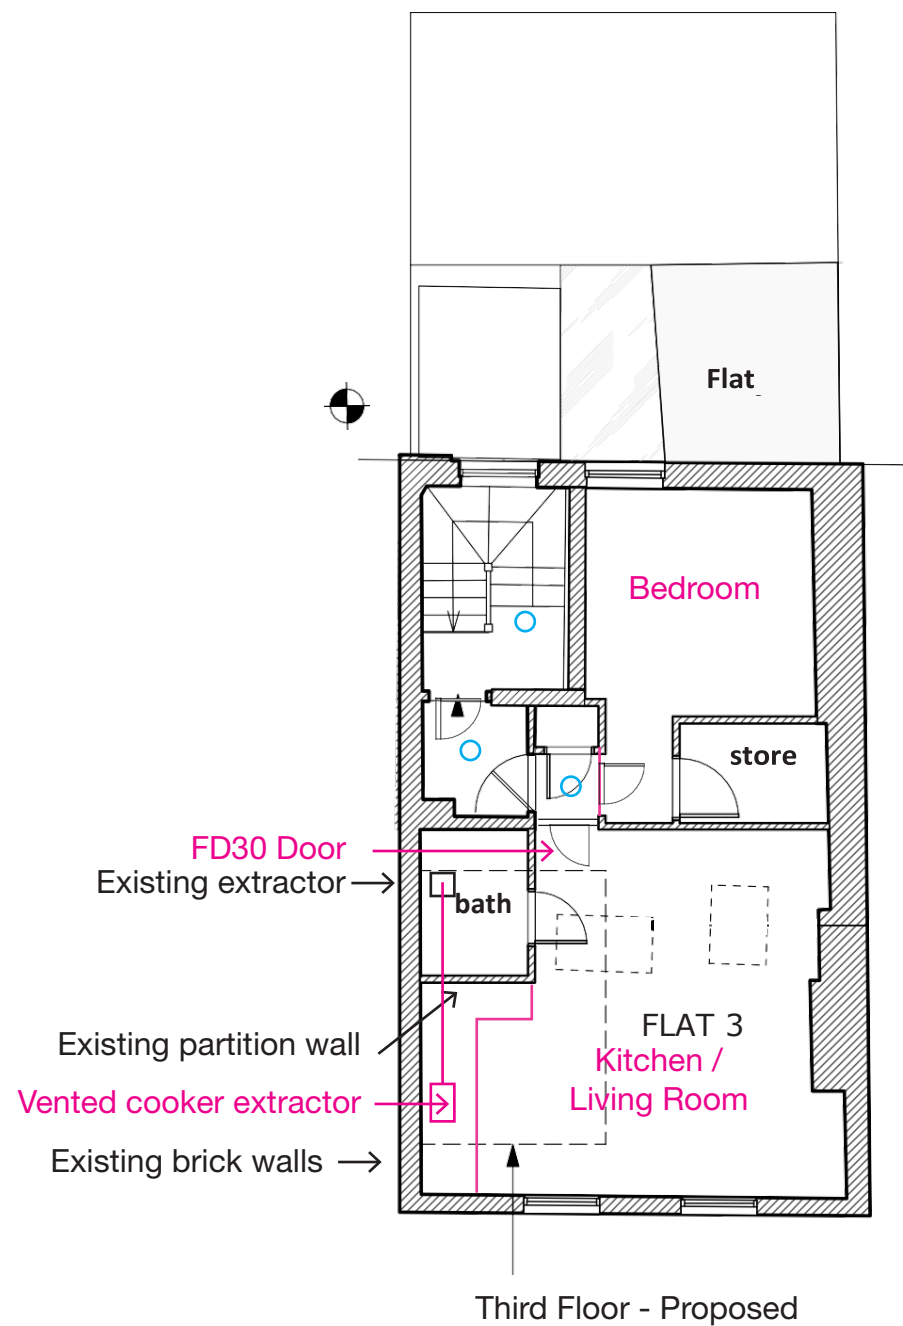 Flat
Bedroom
store
FD30 Door
Existing extractor
bath
FLAT 3
Existing partition wall
Kitchen /
Living Room
Vented cooker extractor
Existing brick walls
Third Floor - Proposed